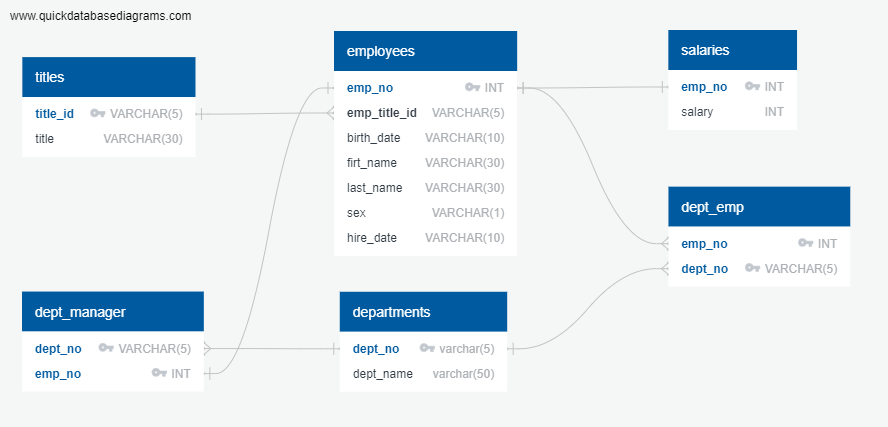 www.quickdatabasediagrams.com
titles
title_id VARCHAR(5)
title VARCHAR(30)
employees
emp_no INT
emp_title_id VARCHAR(5)
birth_date VARCHAR(10)
firt_name VARCHAR(30)
last_name VARCHAR(30)
sex VARCHAR(1)
hire_date VARCHAR(10)
salaries
emp_no INT
salary INT
dept_emp
emp_no INT
dept_no VARCHAR(5)
dept_manager
dept_no VARCHAR(5)
emp_no INT
departments
dept_no varchar(5)
dept_name varchar(50)